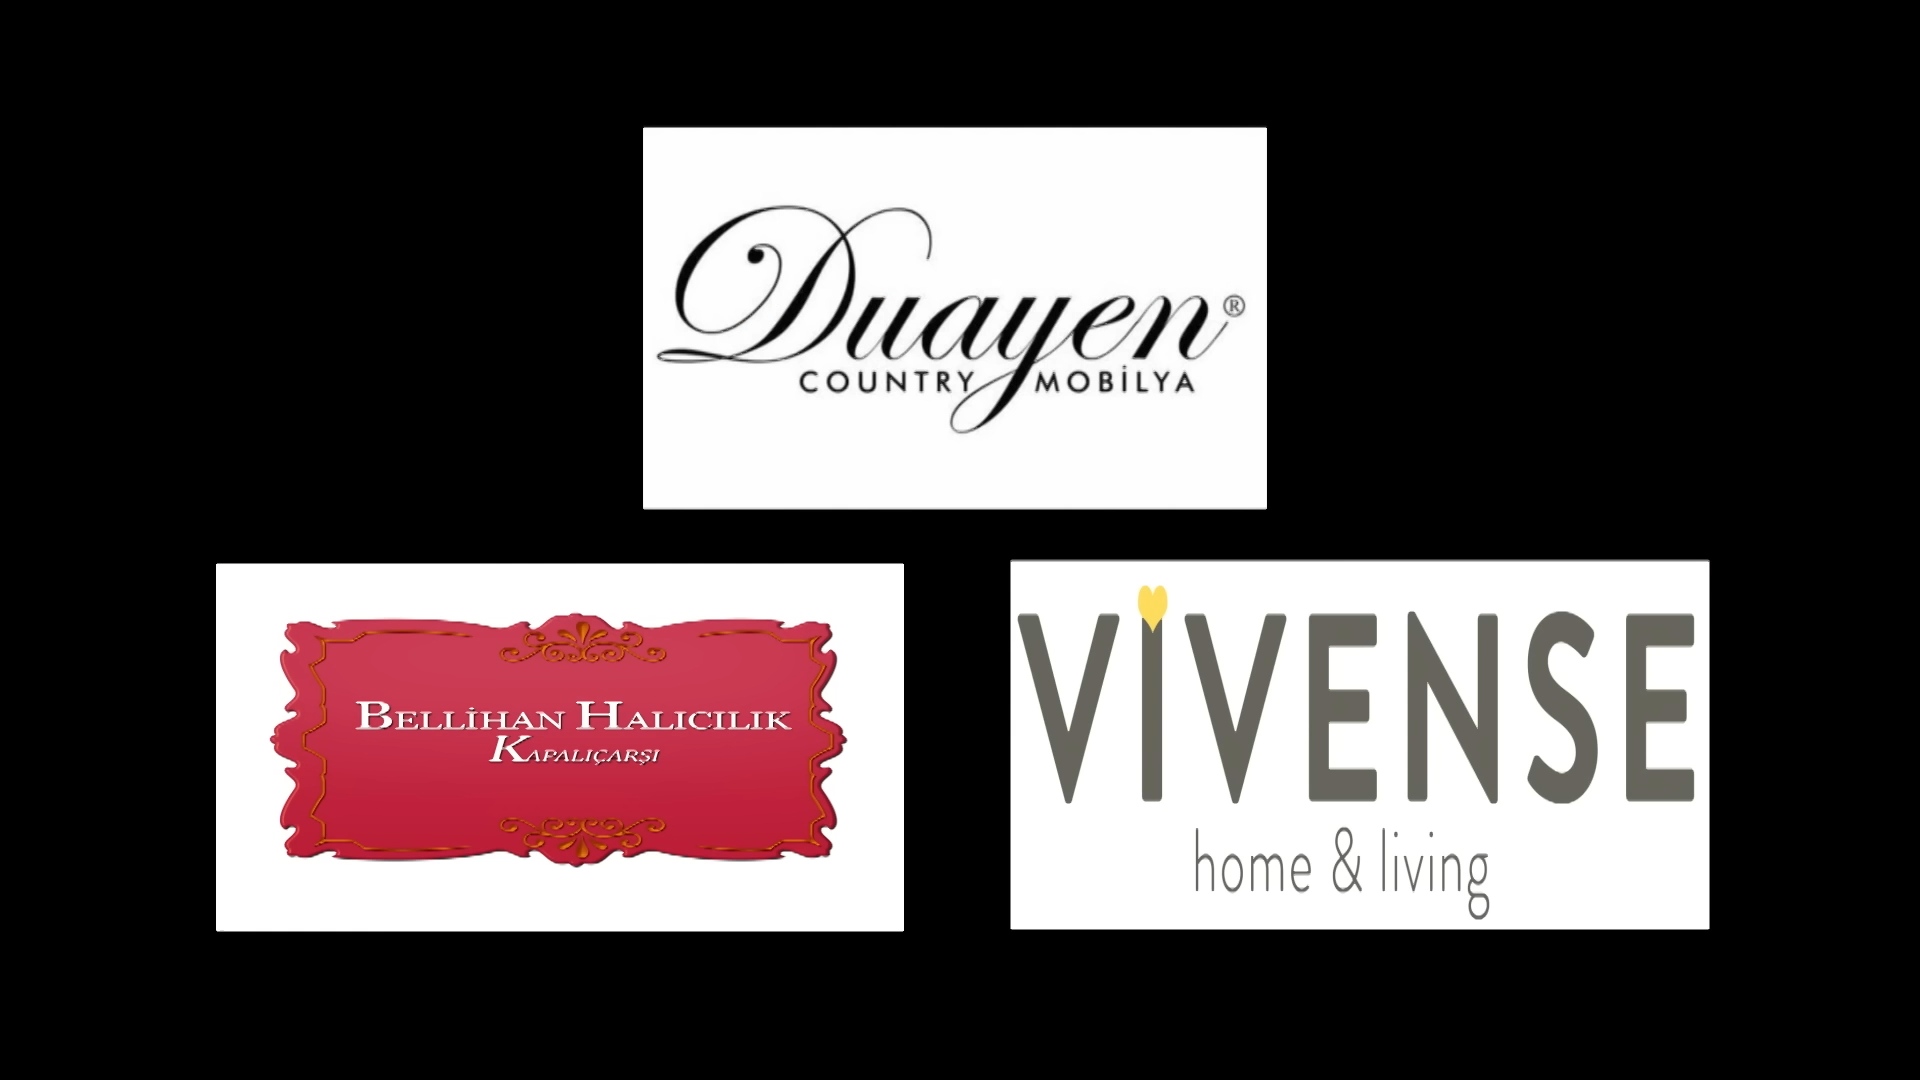 Duayen®
COUNTRY MOBİLYA
BELLİHAN HALICILIK
KAPALIÇARŞI
VİVENSE
home & living